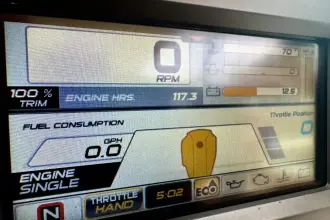 0
RPM
70°
100 %
TRIM
ENGINE HRS. 117.3
12.5
FUEL CONSUMPTION
Throttle Position
GPH
0.0
0
ENGINE
SINGLE
THROTTLE
HAND
5:02
ECO
N